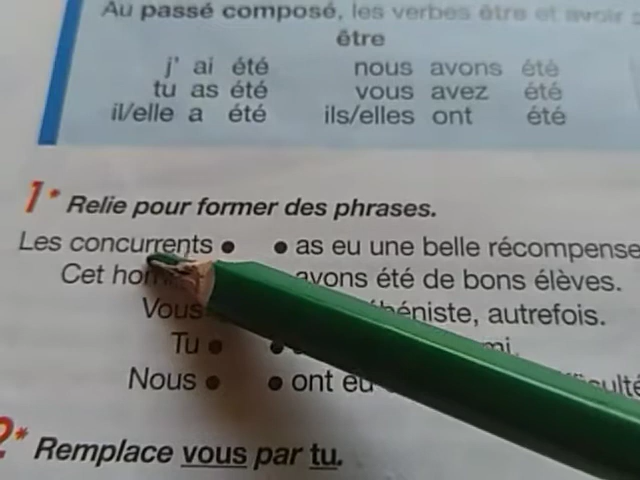 Au passé composé, les verbes être et avoir
être
j' ai été nous avons été
tu as été vous avez été
il/elle a été ils/elles ont été
1* Relie pour former des phrases.
Les concurrents • • as eu une belle récompense
Cet avons été de bons élèves.
Vous autrefois.
Tu •
Nous • • ont eu
2* Remplace vous par tu.